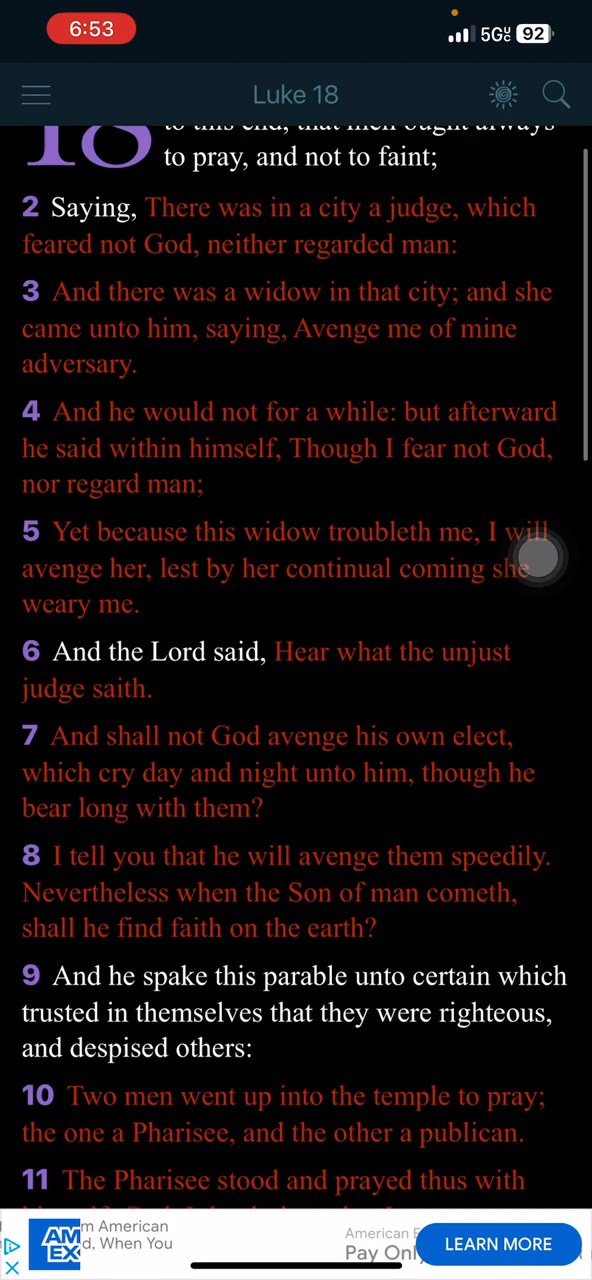 6:53
5G
92
Luke 18
18
to this end, that men ought always
to pray, and not to faint;
2 Saying, There was in a city a judge, which
feared not God, neither regarded man:
3 And there was a widow in that city; and she
came unto him, saying, Avenge me of mine
adversary.
4 And he would not for a while: but afterward
he said within himself, Though I fear not God,
nor regard man;
5 Yet because this widow troubleth me, I will
avenge her, lest by her continual coming she
weary me.
6 And the Lord said, Hear what the unjust
judge saith.
7 And shall not God avenge his own elect,
which cry day and night unto him, though he
bear long with them?
8 I tell you that he will avenge them speedily.
Nevertheless when the Son of man cometh,
shall he find faith on the earth?
9 And he spake this parable unto certain which
trusted in themselves that they were righteous,
and despised others:
10 Two men went up into the temple to pray;
the one a Pharisee, and the other a publican.
11 The Pharisee stood and prayed thus with
AM
EX
m American
d, When You
American E
Pay Onl
LEARN MORE